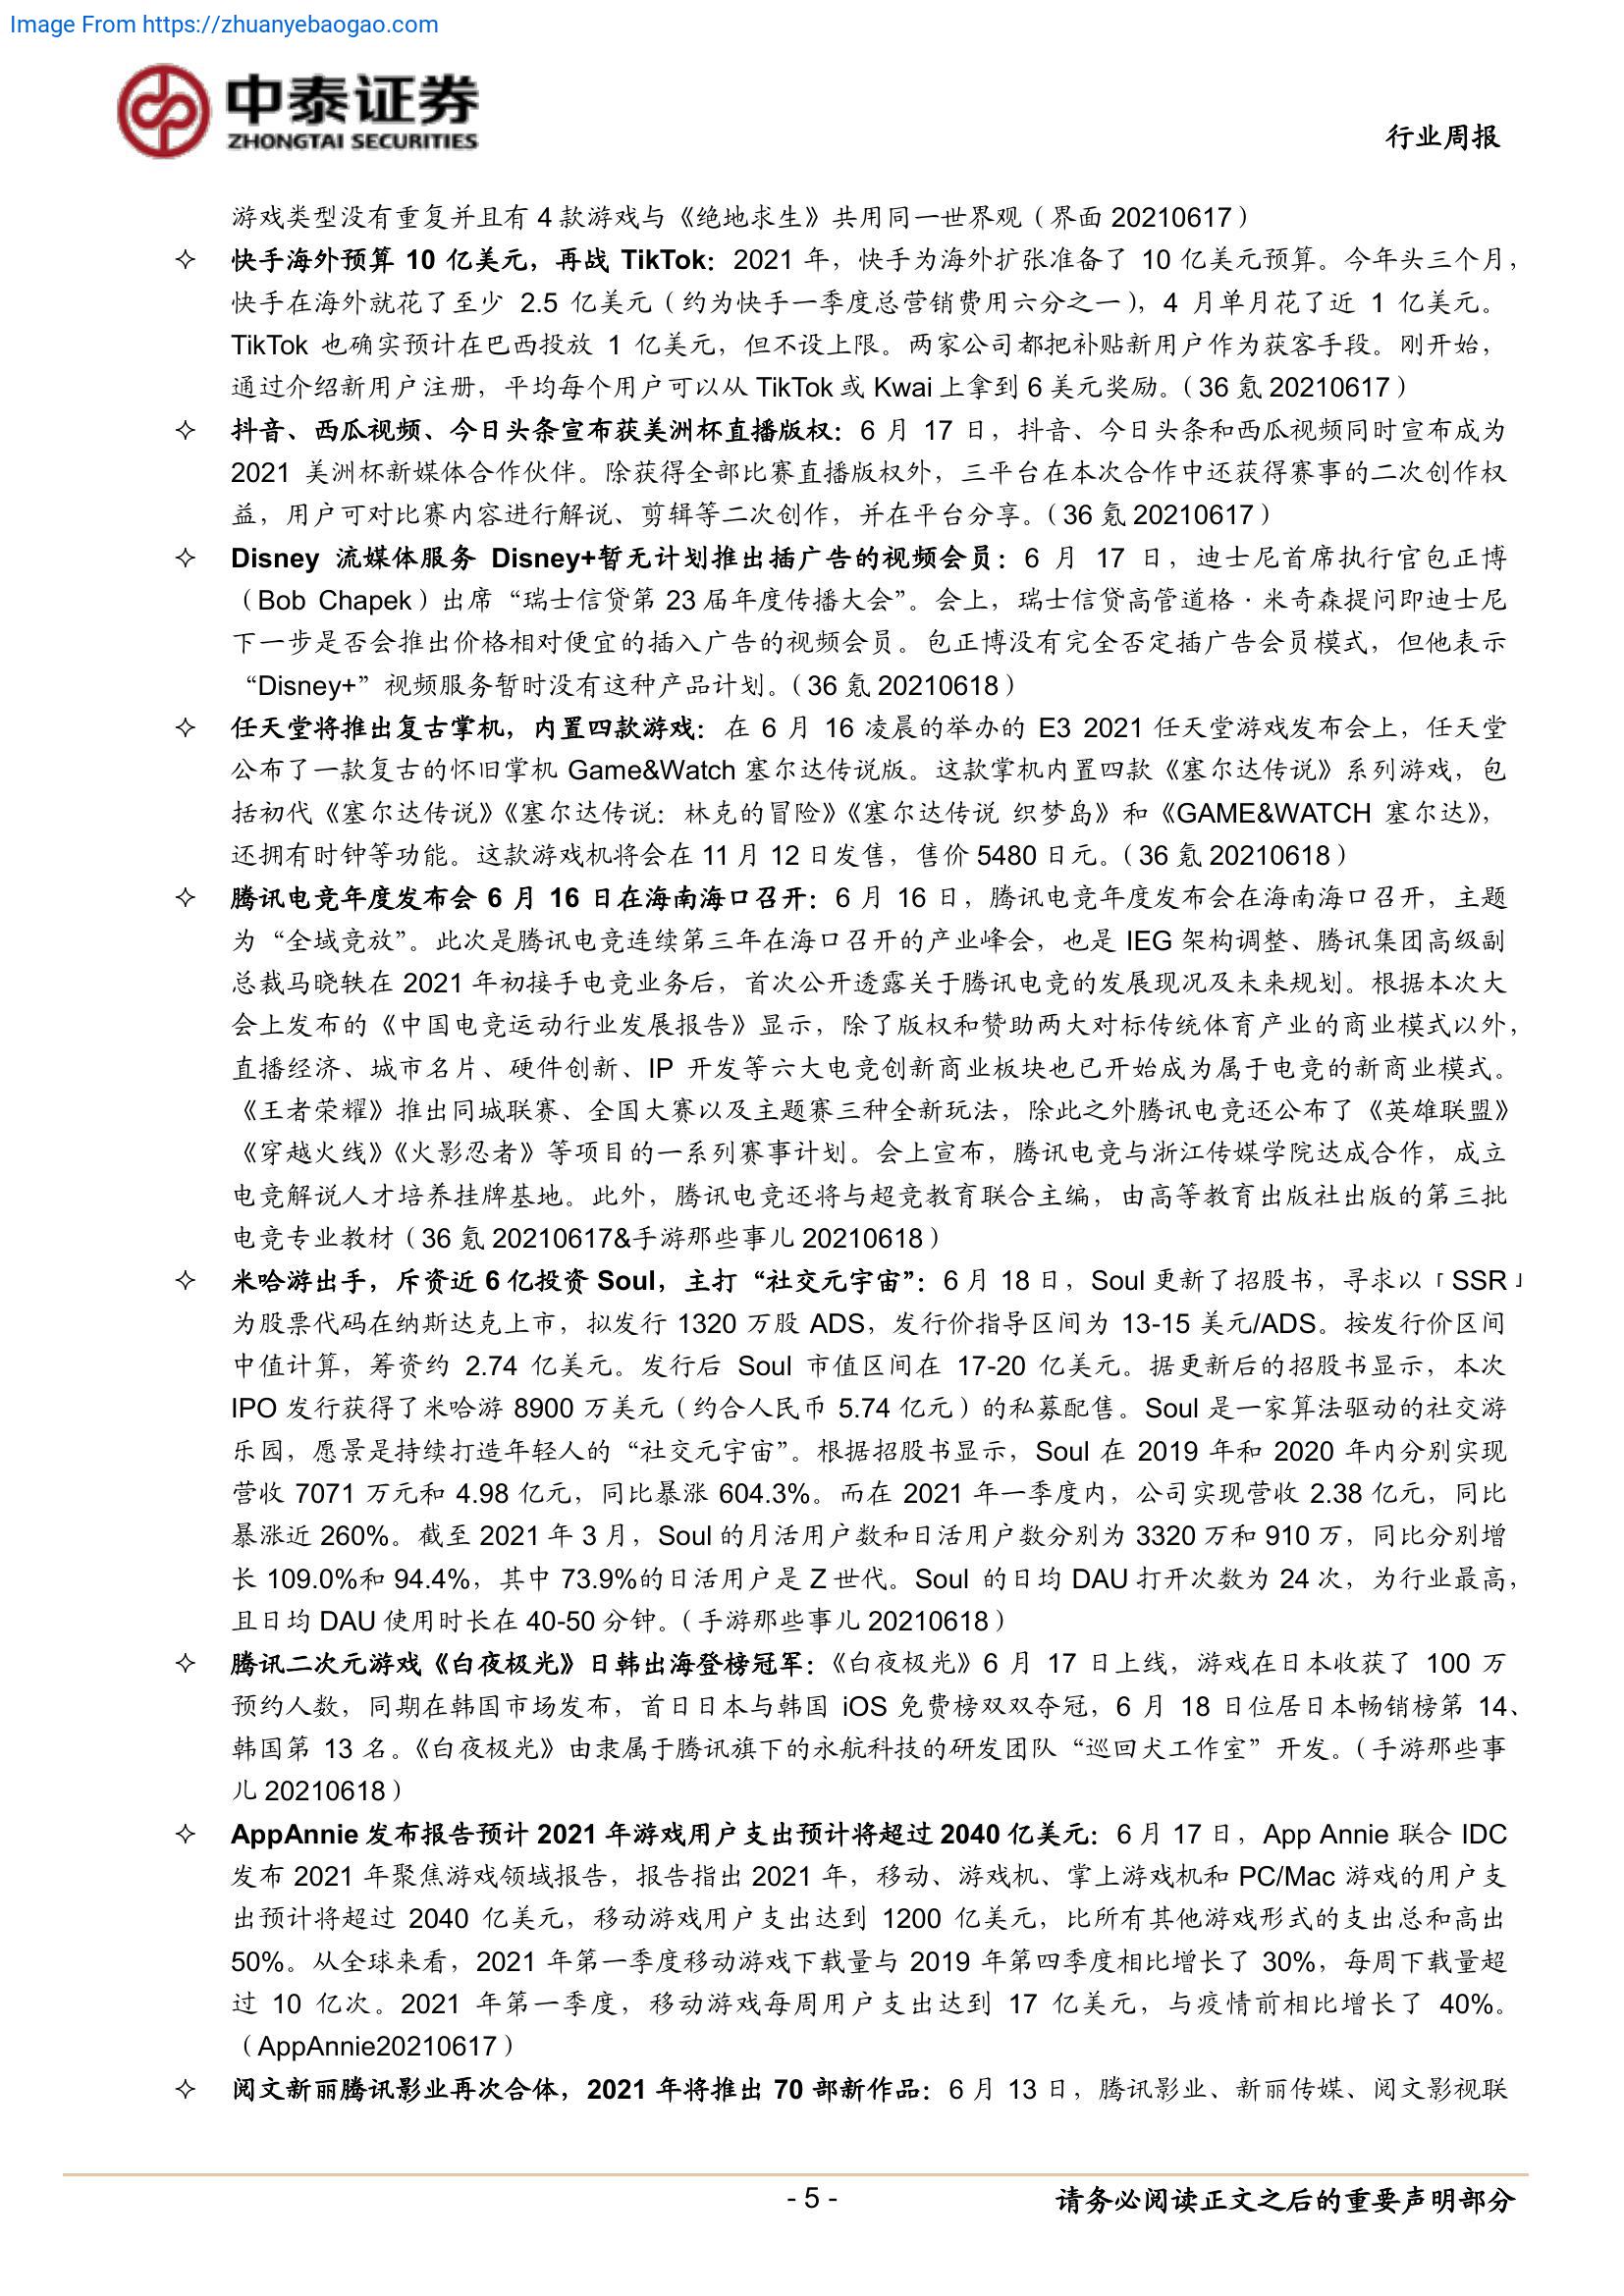 Image From https://zhuanyebaogao.com
中泰证券
ZHONGTAI SECURITIES
行业周报
游戏类型没有重复并且有 4 款游戏与《绝地求生》共用同一世界观（界面 20210617）
✧ 快手海外预算 10 亿美元，再战 TikTok：2021 年，快手为海外扩张准备了 10 亿美元预算。今年头三个月，
快手在海外就花了至少 2.5 亿美元（约为快手一季度总营销费用六分之一），4 月单月花了近 1 亿美元。
TikTok 也确实预计在巴西投放 1 亿美元，但不设上限。两家公司都把补贴新用户作为获客手段。刚开始，
通过介绍新用户注册，平均每个用户可以从 TikTok 或 Kwai 上拿到 6 美元奖励。（36 氪 20210617）
✧ 抖音、西瓜视频、今日头条宣布获美洲杯直播版权：6 月 17 日，抖音、今日头条和西瓜视频同时宣布成为
2021 美洲杯新媒体合作伙伴。除获得全部比赛直播版权外，三平台在本次合作中还获得赛事的二次创作权
益，用户可对比赛内容进行解说、剪辑等二次创作，并在平台分享。（36 氪 20210617）
✧ Disney 流媒体服务 Disney+暂无计划推出插广告的视频会员：6 月 17 日，迪士尼首席执行官包正博
（Bob Chapek）出席“瑞士信贷第 23 届年度传播大会”。会上，瑞士信贷高管道格·米奇森提问即迪士尼
下一步是否会推出价格相对便宜的插入广告的视频会员。包正博没有完全否定插广告会员模式，但他表示
“Disney+”视频服务暂时没有这种产品计划。（36 氪 20210618）
✧ 任天堂将推出复古掌机，内置四款游戏：在 6 月 16 凌晨的举办的 E3 2021 任天堂游戏发布会上，任天堂
公布了一款复古的怀旧掌机 Game&Watch 塞尔达传说版。这款掌机内置四款《塞尔达传说》系列游戏，包
括初代《塞尔达传说》《塞尔达传说：林克的冒险》《塞尔达传说 织梦岛》和《GAME&WATCH 塞尔达》，
还拥有时钟等功能。这款游戏机将会在 11 月 12 日发售，售价 5480 日元。（36 氪 20210618）
✧ 腾讯电竞年度发布会 6 月 16 日在海南海口召开：6 月 16 日，腾讯电竞年度发布会在海南海口召开，主题
为“全域竞放”。此次是腾讯电竞连续第三年在海口召开的产业峰会，也是 IEG 架构调整、腾讯集团高级副
总裁马晓轶在 2021 年初接手电竞业务后，首次公开透露关于腾讯电竞的发展现况及未来规划。根据本次大
会上发布的《中国电竞运动行业发展报告》显示，除了版权和赞助两大对标传统体育产业的商业模式以外，
直播经济、城市名片、硬件创新、IP 开发等六大电竞创新商业板块也已开始成为属于电竞的新商业模式。
《王者荣耀》推出同城联赛、全国大赛以及主题赛三种全新玩法，除此之外腾讯电竞还公布了《英雄联盟》
《穿越火线》《火影忍者》等项目的一系列赛事计划。会上宣布，腾讯电竞与浙江传媒学院达成合作，成立
电竞解说人才培养挂牌基地。此外，腾讯电竞还将与超竞教育联合主编，由高等教育出版社出版的第三批
电竞专业教材（36 氪 20210617&手游那些事儿 20210618）
✧ 米哈游出手，斥资近 6 亿投资 Soul，主打“社交元宇宙”：6 月 18 日，Soul 更新了招股书，寻求以「SSR」
为股票代码在纳斯达克上市，拟发行 1320 万股 ADS，发行价指导区间为 13-15 美元/ADS。按发行价区间
中值计算，筹资约 2.74 亿美元。发行后 Soul 市值区间在 17-20 亿美元。据更新后的招股书显示，本次
IPO 发行获得了米哈游 8900 万美元（约合人民币 5.74 亿元）的私募配售。Soul 是一家算法驱动的社交游
乐园，愿景是持续打造年轻人的“社交元宇宙”。根据招股书显示，Soul 在 2019 年和 2020 年内分别实现
营收 7071 万元和 4.98 亿元，同比暴涨 604.3%。而在 2021 年一季度内，公司实现营收 2.38 亿元，同比
暴涨近 260%。截至 2021 年 3 月，Soul 的月活用户数和日活用户数分别为 3320 万和 910 万，同比分别增
长 109.0%和 94.4%，其中 73.9%的日活用户是 Z 世代。Soul 的日均 DAU 打开次数为 24 次，为行业最高，
且日均 DAU 使用时长在 40-50 分钟。（手游那些事儿 20210618）
✧ 腾讯二次元游戏《白夜极光》日韩出海登榜冠军：《白夜极光》6 月 17 日上线，游戏在日本收获了 100 万
预约人数，同期在韩国市场发布，首日日本与韩国 iOS 免费榜双双夺冠，6 月 18 日位居日本畅销榜第 14、
韩国第 13 名。《白夜极光》由隶属于腾讯旗下的永航科技的研发团队“巡回犬工作室”开发。（手游那些事
儿 20210618）
✧ AppAnnie 发布报告预计 2021 年游戏用户支出预计将超过 2040 亿美元：6 月 17 日，App Annie 联合 IDC
发布 2021 年聚焦游戏领域报告，报告指出 2021 年，移动、游戏机、掌上游戏机和 PC/Mac 游戏的用户支
出预计将超过 2040 亿美元，移动游戏用户支出达到 1200 亿美元，比所有其他游戏形式的支出总和高出
50%。从全球来看，2021 年第一季度移动游戏下载量与 2019 年第四季度相比增长了 30%，每周下载量超
过 10 亿次。2021 年第一季度，移动游戏每周用户支出达到 17 亿美元，与疫情前相比增长了 40%。
（AppAnnie20210617）
✧ 阅文新丽腾讯影业再次合体，2021 年将推出 70 部新作品：6 月 13 日，腾讯影业、新丽传媒、阅文影视联
- 5 -
请务必阅读正文之后的重要声明部分